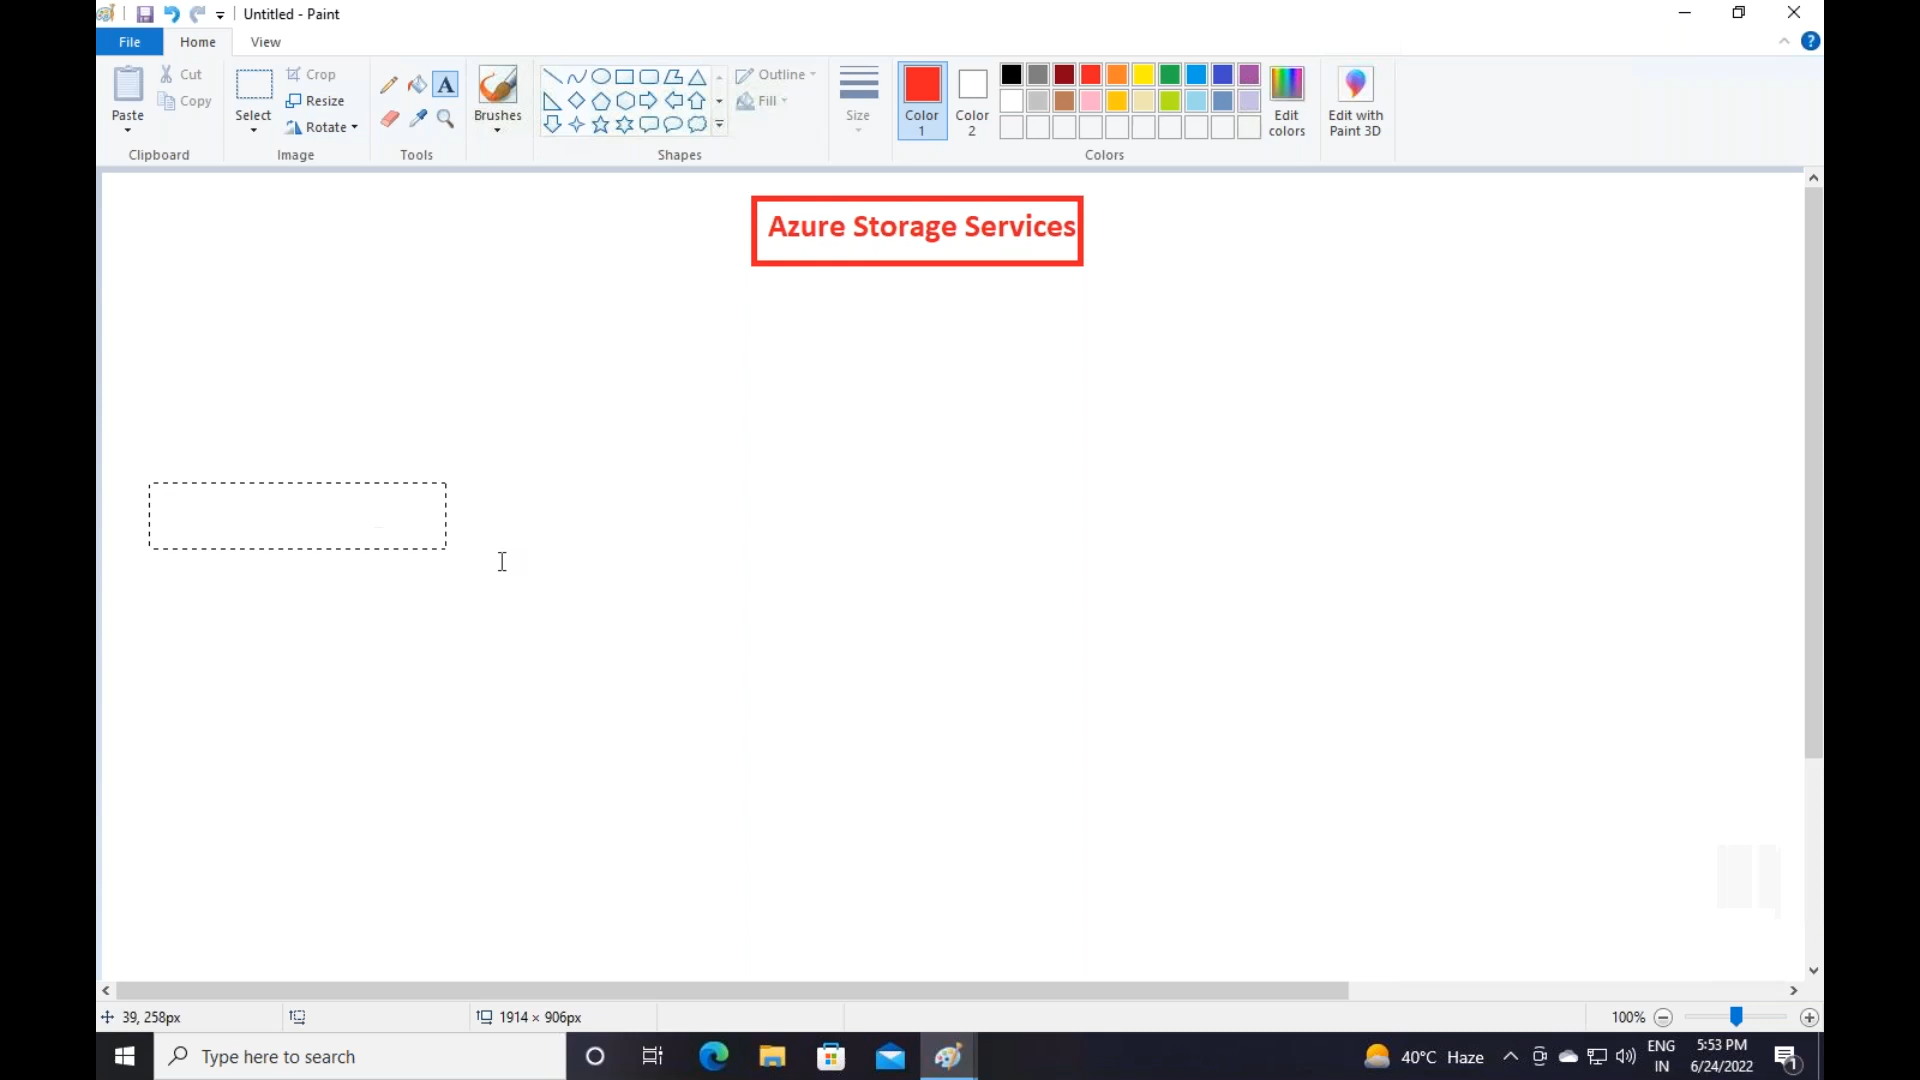 Untitled - Paint
File Home View
Paste
Cut
Copy
Clipboard
Select
Crop
Resize
Rotate
Image
A
Tools
Brushes
Shapes
Outline
Fill
Size
Color 1
Color 2
Colors
Edit colors
Edit with Paint 3D
?
Azure Storage Services
39, 258px
1914 × 906px
100%
Type here to search
40°C Haze
ENG
IN
5:53 PM
6/24/2022
1